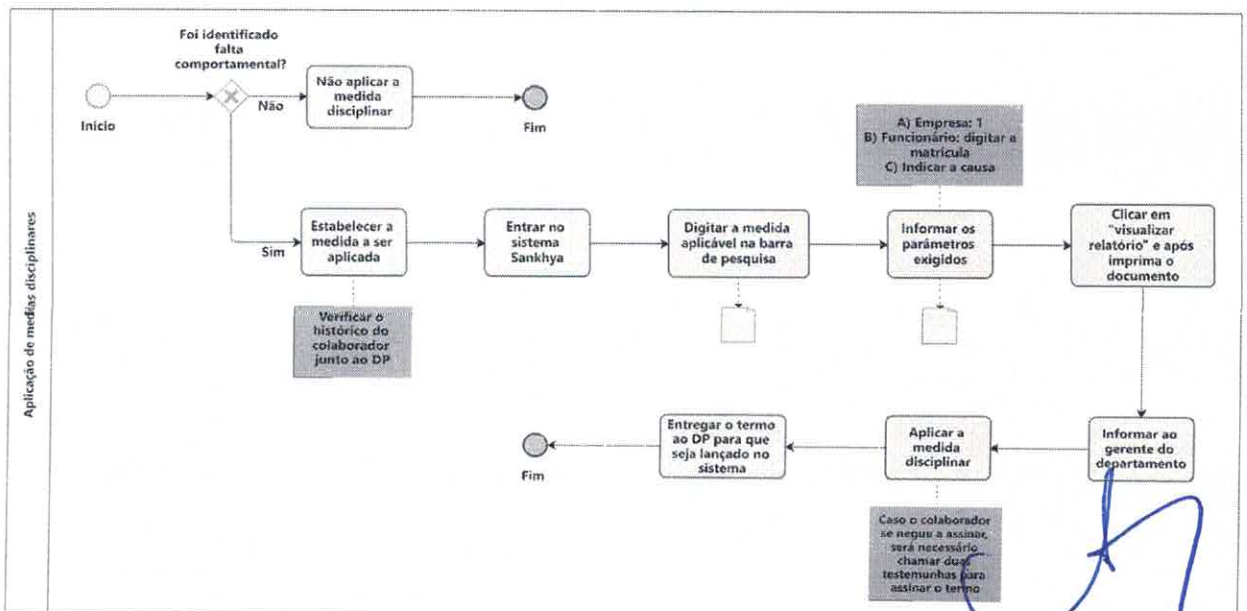 Aplicação de medias disciplinares
Foi identificado
falta
comportamental?
Início
Não
Não aplicar a
medida
disciplinar
Fim
Sim
Estabelecer a
medida a ser
aplicada
Verificar o
histórico do
colaborador
junto ao DP
Entrar no
sistema
Sankhya
Digitar a medida
aplicável na barra
de pesquisa
A) Empresa: 1
B) Funcionário: digitar a
matrícula
C) Indicar a causa
Informar os
parâmetros
exigidos
Clicar em
"visualizar
relatório" e após
imprima o
documento
Informar ao
gerente do
departamento
Aplicar a
medida
disciplinar
Caso o colaborador
se negue a assinar,
será necessário
chamar duas
testemunhas para
assinar o termo
Entregar o termo
ao DP para que
seja lançado no
sistema
Fim